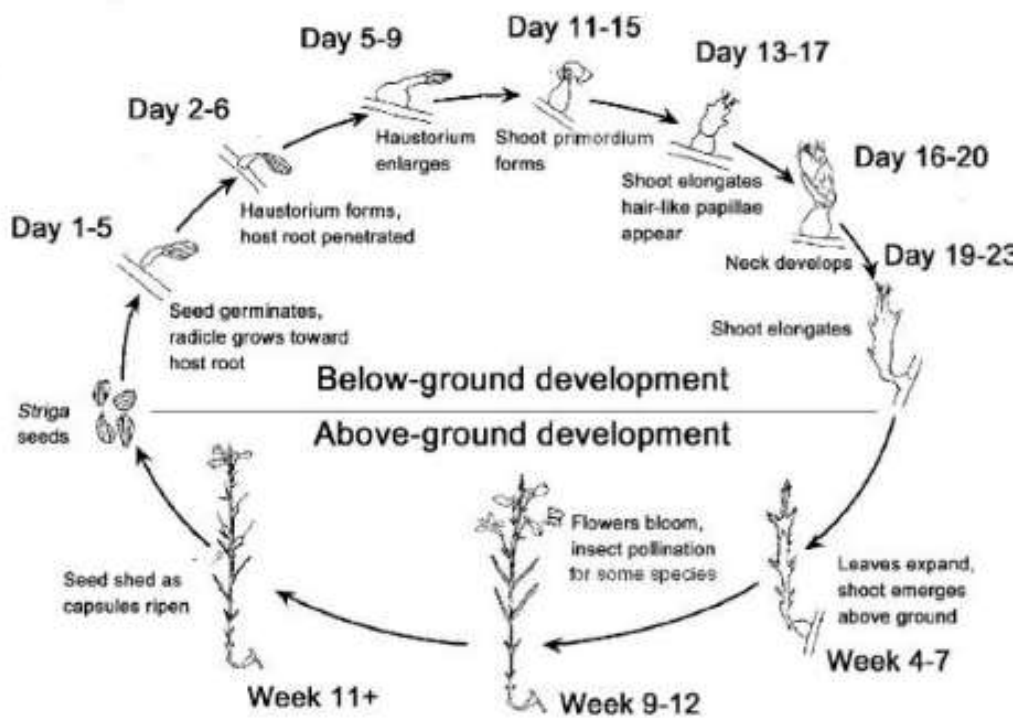 Day 1-5
Seed germinates,
radicle grows toward
host root
Day 2-6
Haustorium forms,
host root penetrated
Day 5-9
Haustorium
enlarges
Day 11-15
Shoot primordium
forms
Day 13-17
Shoot elongates
hair-like papillae
appear
Day 16-20
Neck develops
Day 19-23
Shoot elongates
Below-ground development
Above-ground development
Leaves expand,
shoot emerges
above ground
Week 4-7
Flowers bloom,
insect pollination
for some species
Week 9-12
Seed shed as
capsules ripen
Week 11+
Striga
seeds